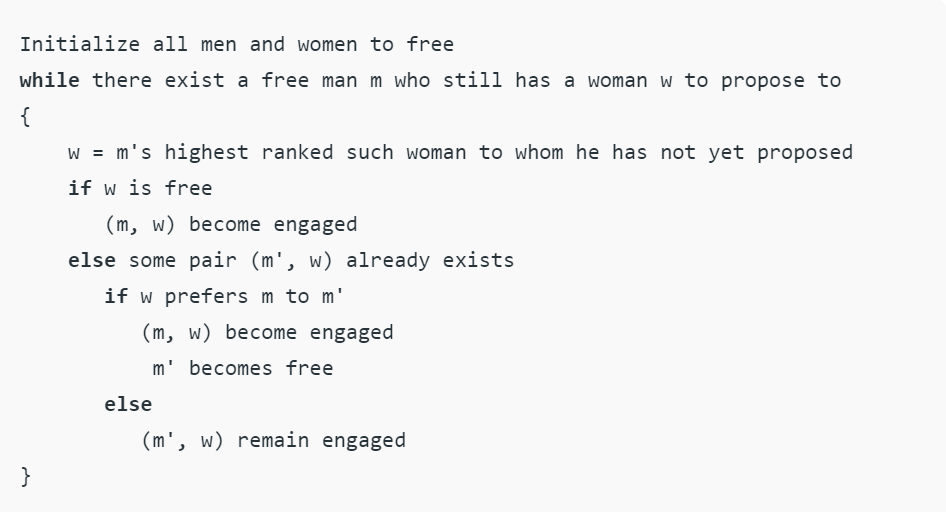 Initialize all men and women to free
while there exist a free man m who still has a woman w to propose to
{
    w = m's highest ranked such woman to whom he has not yet proposed
    if w is free
       (m, w) become engaged
    else some pair (m', w) already exists
       if w prefers m to m'
          (m, w) become engaged
           m' becomes free
       else
          (m', w) remain engaged
}